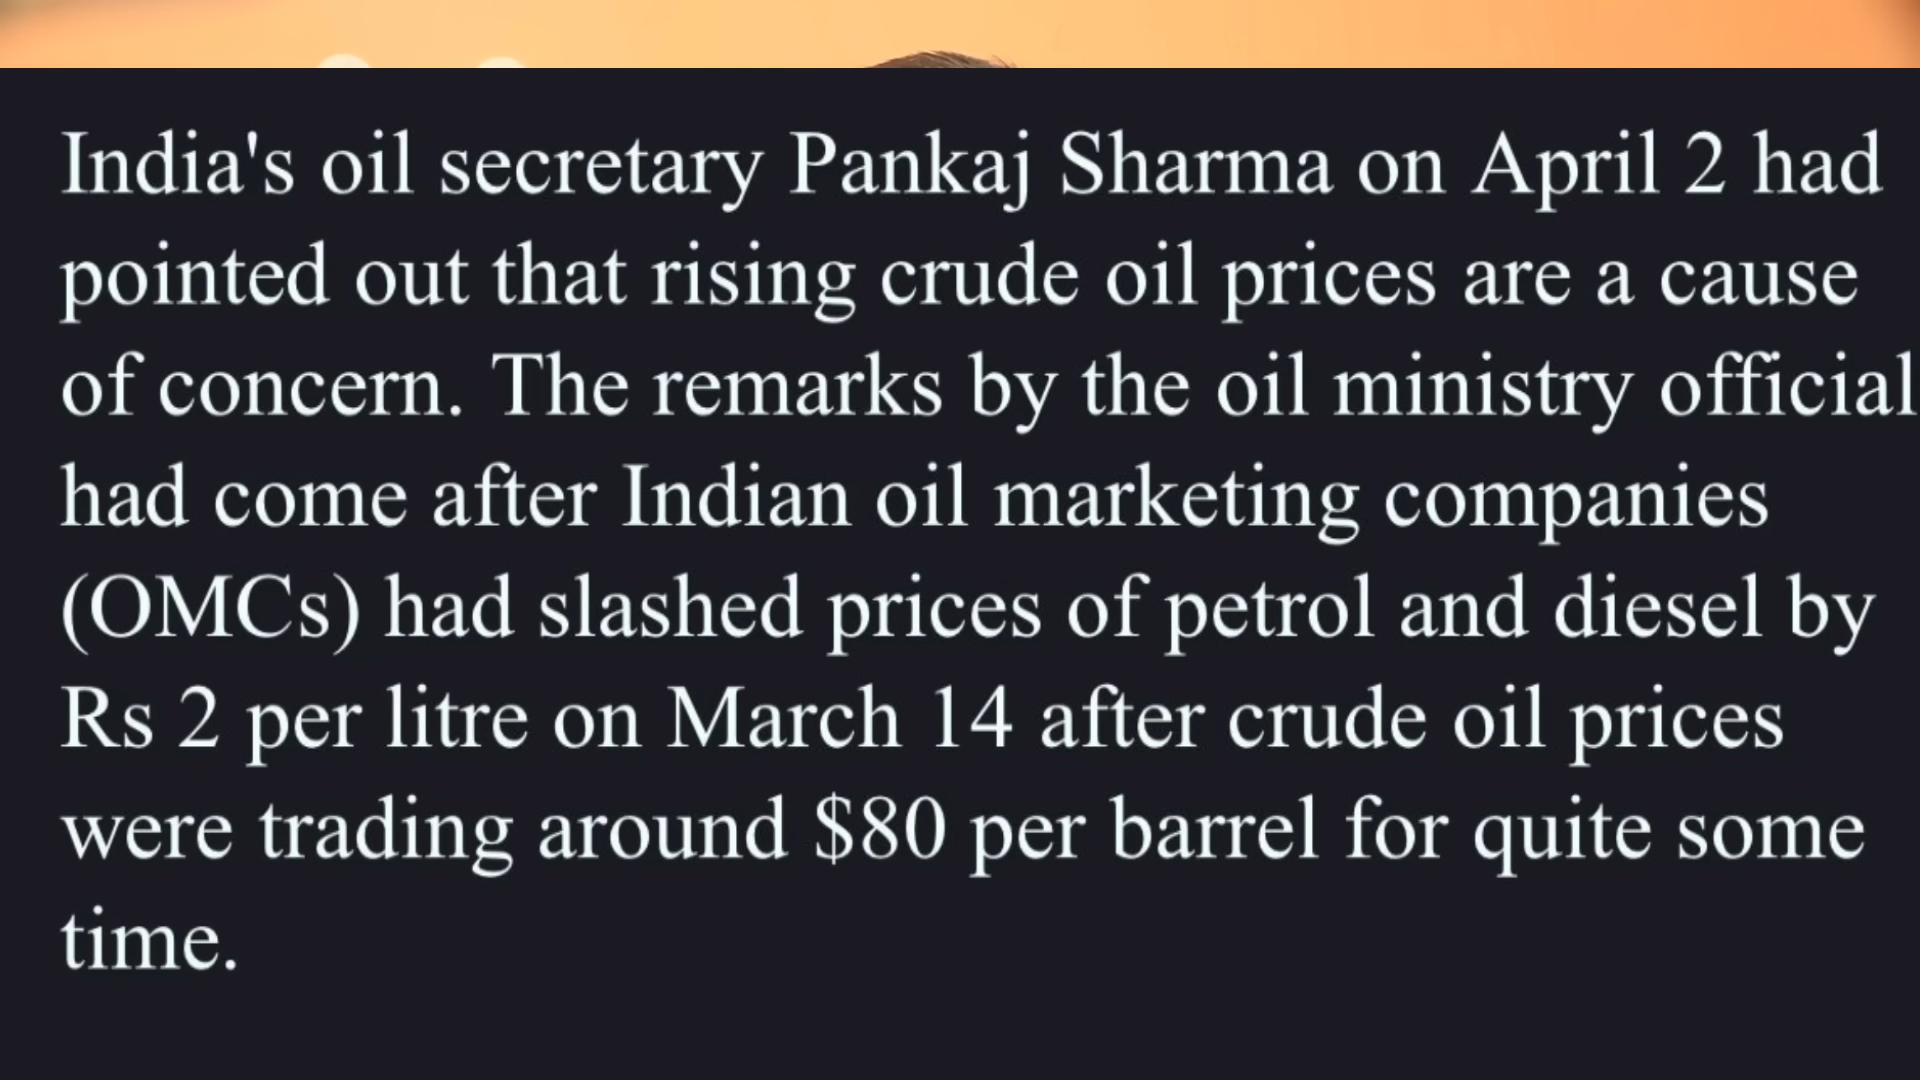 India's oil secretary Pankaj Sharma on April 2 had
pointed out that rising crude oil prices are a cause
of concern. The remarks by the oil ministry official
had come after Indian oil marketing companies
(OMCs) had slashed prices of petrol and diesel by
Rs 2 per litre on March 14 after crude oil prices
were trading around $80 per barrel for quite some
time.